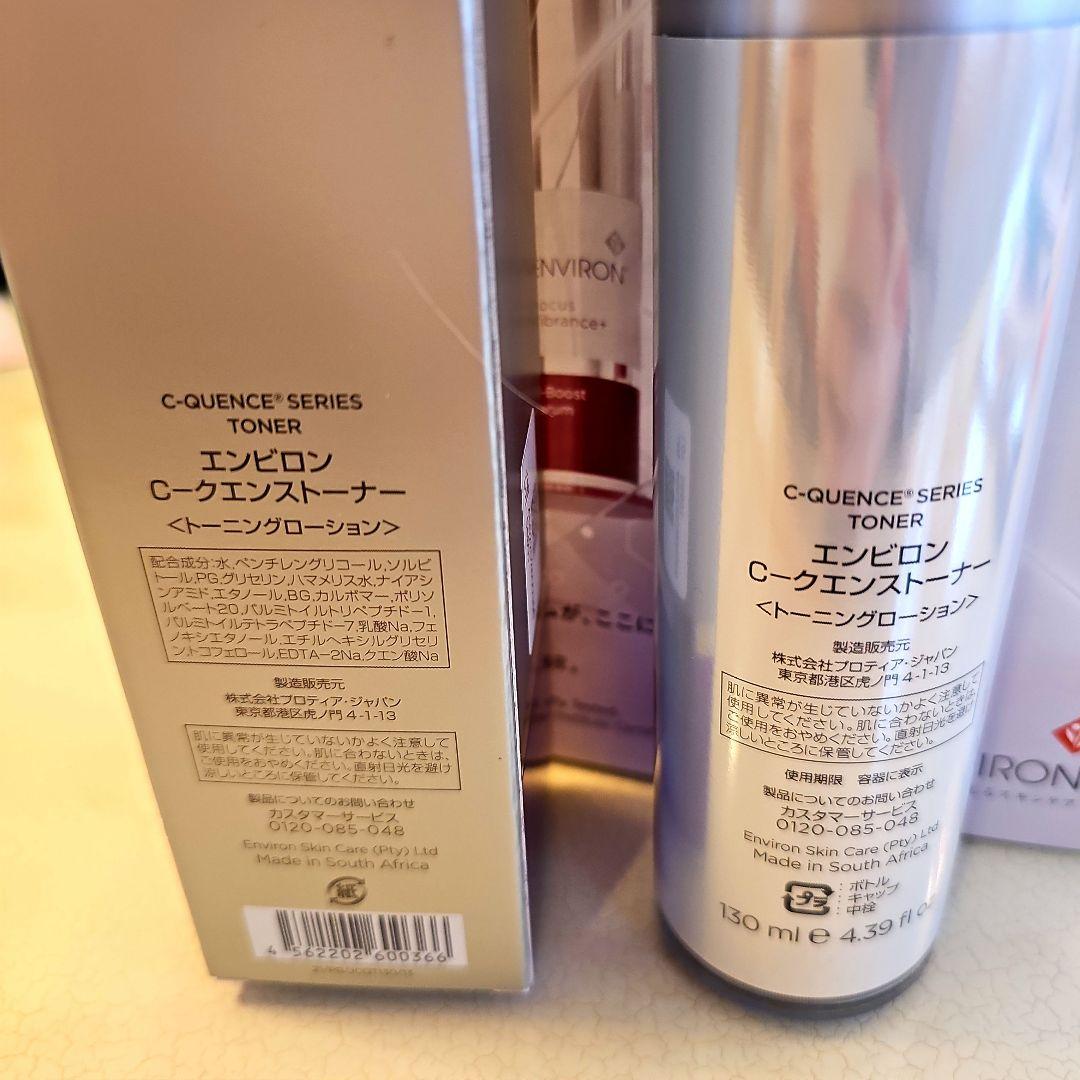 C-QUENCE® SERIES
TONER
エンビロン
C-クエンストーナー
<トーニングローション>
配合成分:水,ペンチレングリコール,ソルビ
トール,PG,グリセリン,ハマメリス水,ナイアシ
ンアミド,エタノール,BG,カルボマー,ポリソ
ルベート20,パルミトイルトリペプチド-1,
パルミトイルテトラペプチド-7,乳酸Na,フェ
ノキシエタノール,エチルヘキシルグリセリ
ン,トコフェロール,EDTA-2Na,クエン酸Na
製造販売元
株式会社プロティア・ジャパン
東京都港区虎ノ門 4-1-13
肌に異常が生じていないかよく注意して
使用してください。肌に合わないときは、
ご使用をおやめください。直射日光を避け
涼しいところに保管してください。
製品についてのお問い合わせ
カスタマーサービス
0120-085-048
Environ Skin Care (Pty) Ltd
Made in South Africa
紙
4 562202 600366
ENVIRON
Boost
ムが、ここに
C-QUENCE® SERIES
TONER
エンビロン
C-クエンストーナー
<トーニングローション>
製造販売元
株式会社プロティア・ジャパン
東京都港区虎ノ門 4-1-13
肌に異常が生じていないかよく注意して
使用してください。肌に合わないときは、
ご使用をおやめください。直射日光を避け
涼しいところに保管してください。
使用期限 容器に表示
製品についてのお問い合わせ
カスタマーサービス
0120-085-048
Environ Skin Care (Pty) Ltd
Made in South Africa
プラ
:ボトル
:キャップ
:中栓
130 ml e 4.39 fl
IRON